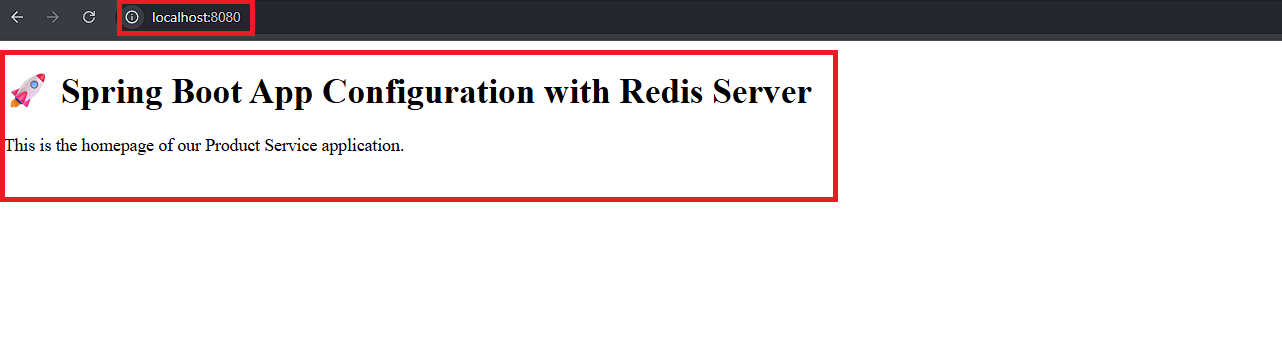 localhost:8080
🚀 Spring Boot App Configuration with Redis Server
This is the homepage of our Product Service application.